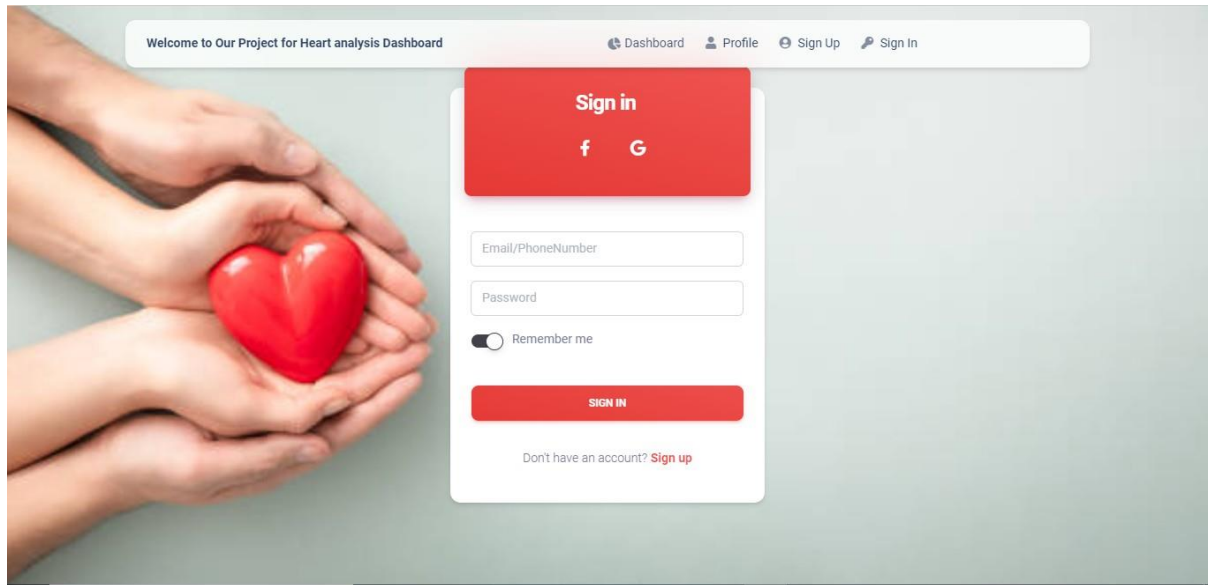 Welcome to Our Project for Heart analysis Dashboard
Dashboard Profile Sign Up Sign In
Sign in
f G
Email/PhoneNumber
Password
Remember me
SIGN IN
Don't have an account? Sign up